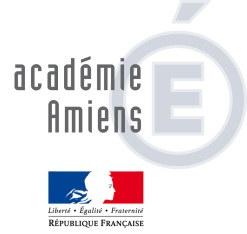 académie
Amiens
É
Liberté • Égalité • Fraternité
RÉPUBLIQUE FRANÇAISE